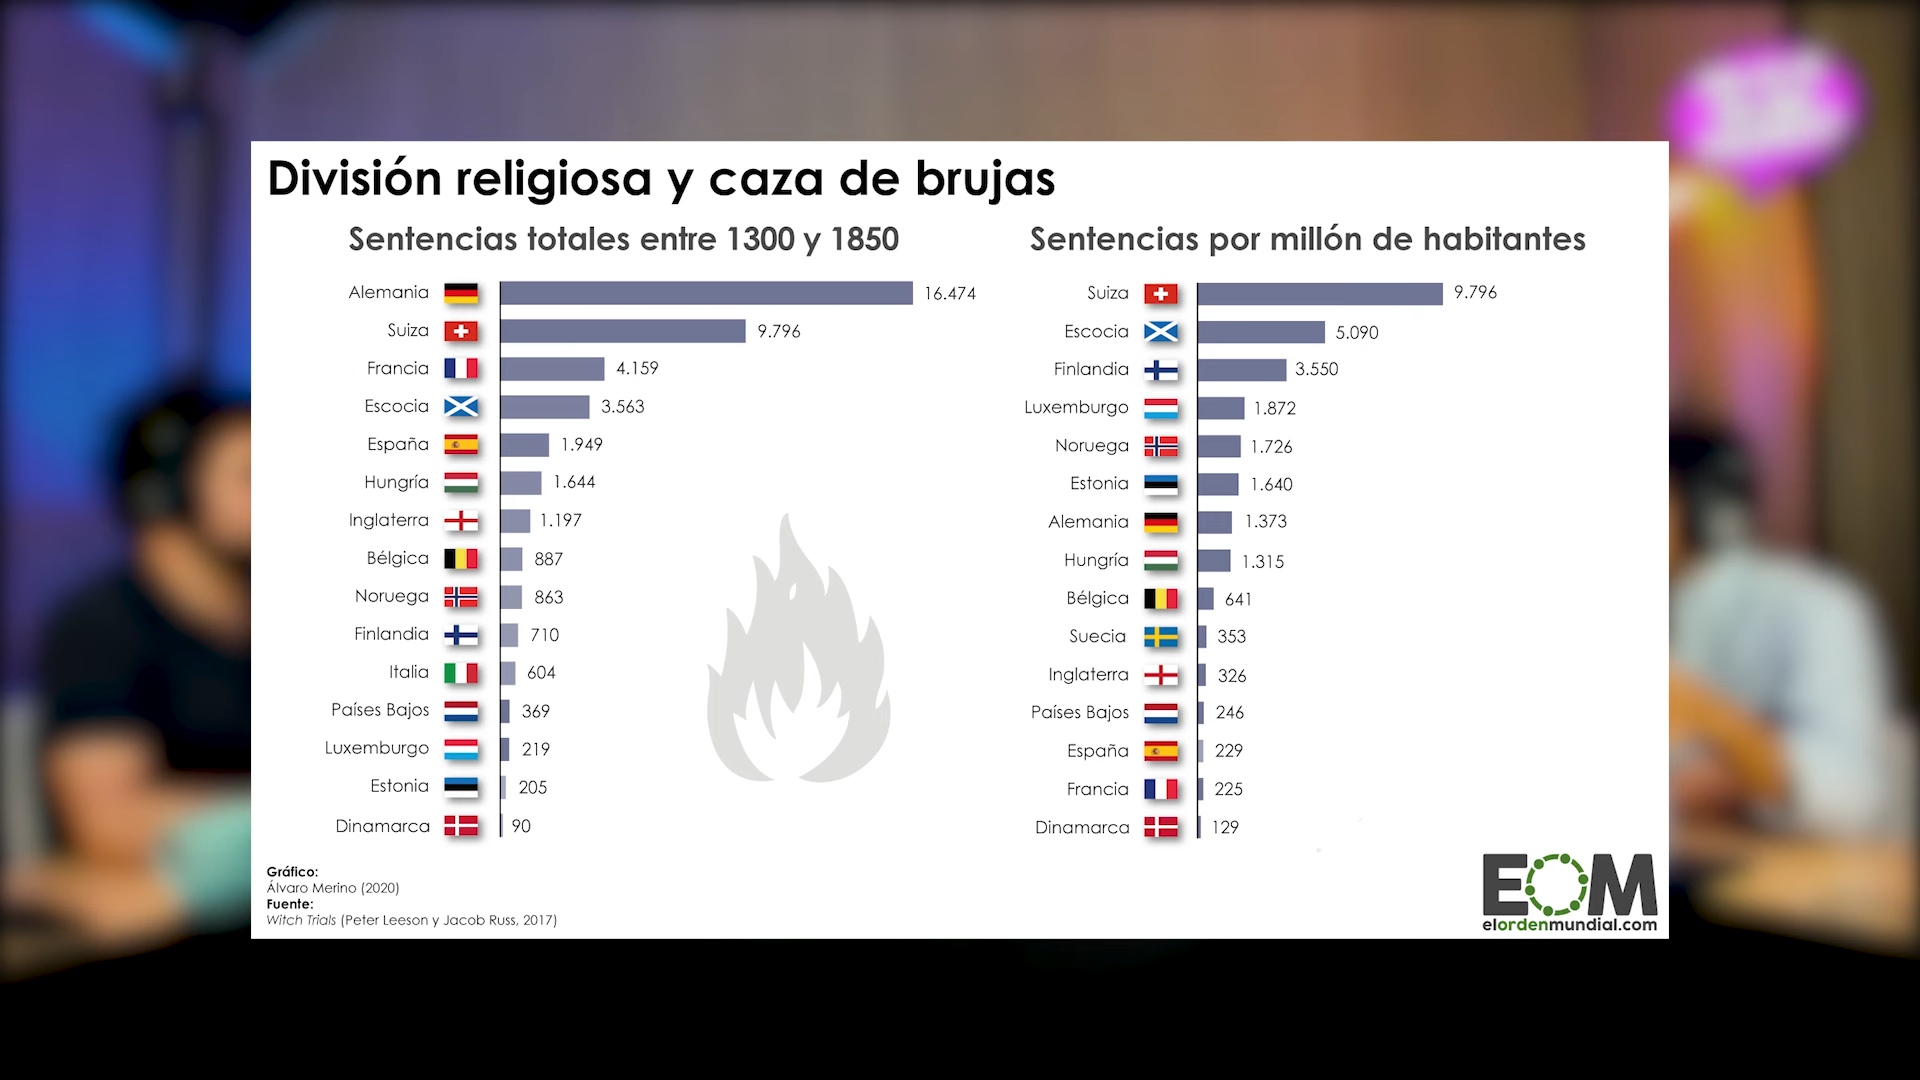 División religiosa y caza de brujas
Sentencias totales entre 1300 y 1850
Alemania 16.474
Suiza 9.796
Francia 4.159
Escocia 3.563
España 1.949
Hungría 1.644
Inglaterra 1.197
Bélgica 887
Noruega 863
Finlandia 710
Italia 604
Países Bajos 369
Luxemburgo 219
Estonia 205
Dinamarca 90
Sentencias por millón de habitantes
Suiza 9.796
Escocia 5.090
Finlandia 3.550
Luxemburgo 1.872
Noruega 1.726
Estonia 1.640
Alemania 1.373
Hungría 1.315
Bélgica 641
Suecia 353
Inglaterra 326
Países Bajos 246
España 229
Francia 225
Dinamarca 129
Gráfico:
Álvaro Merino (2020)
Fuente:
Witch Trials (Peter Leeson y Jacob Russ, 2017)
EOM
elordenmundial.com